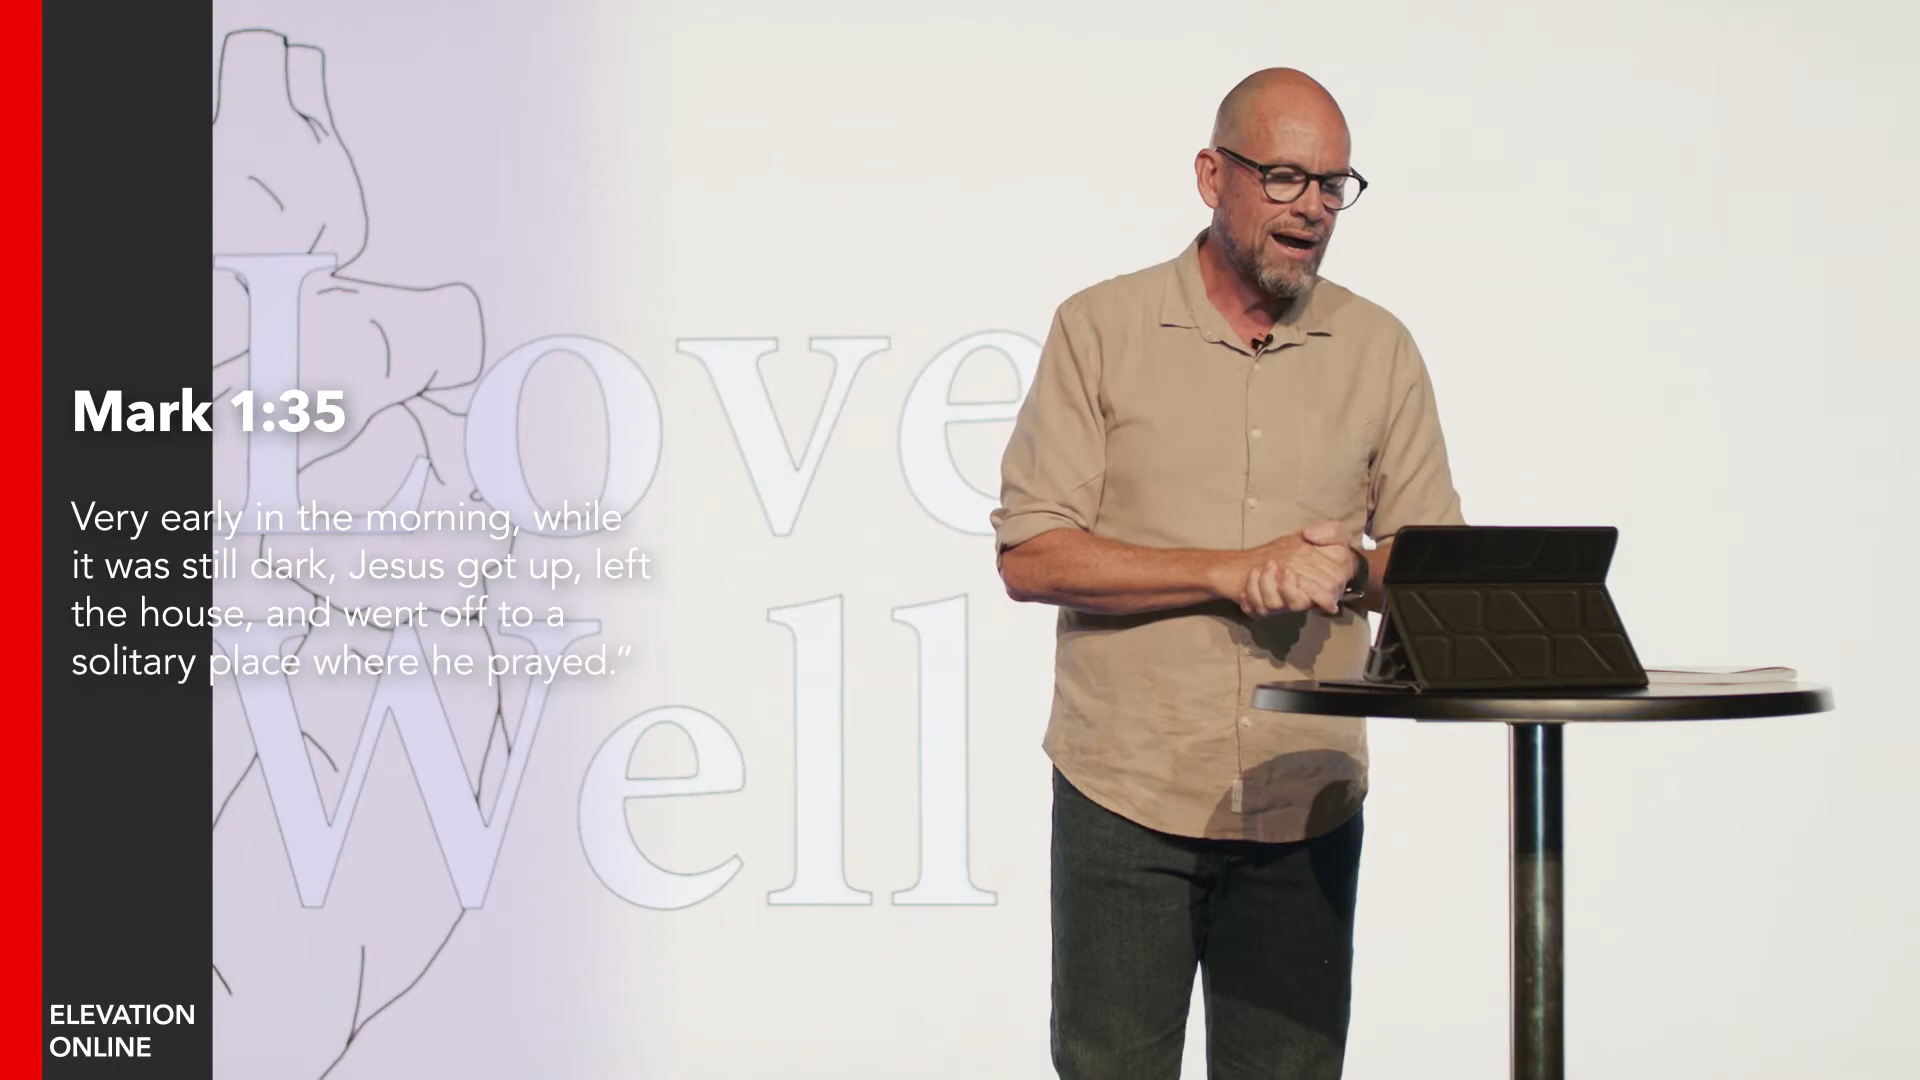 Mark 1:35
Very early in the morning, while
it was still dark, Jesus got up, left
the house, and went off to a
solitary place where he prayed.”
Love
Well
ELEVATION
ONLINE